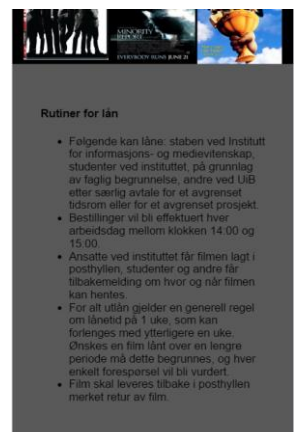 MINORITY
REPORT
EVERYBODY RUNS JUNE 21
Rutiner for lån
• Følgende kan låne: staben ved Institutt
for informasjons- og medievitenskap,
studenter ved instituttet, på grunnlag
av faglig begrunnelse, andre ved UiB
etter særlig avtale for et avgrenset
tidsrom eller for et avgrenset prosjekt.
• Bestillinger vil bli effektuert hver
arbeidsdag mellom klokken 14:00 og
15:00.
• Ansatte ved instituttet får filmen lagt i
posthyllen, studenter og andre får
tilbakemelding om hvor og når filmen
kan hentes.
• For alt utlån gjelder en generell regel
om lånetid på 1 uke, som kan
forlenges med ytterligere en uke.
Ønskes en film lånt over en lengre
periode må dette begrunnes, og hver
enkelt forespørsel vil bli vurdert.
• Film skal leveres tilbake i posthyllen
merket retur av film.